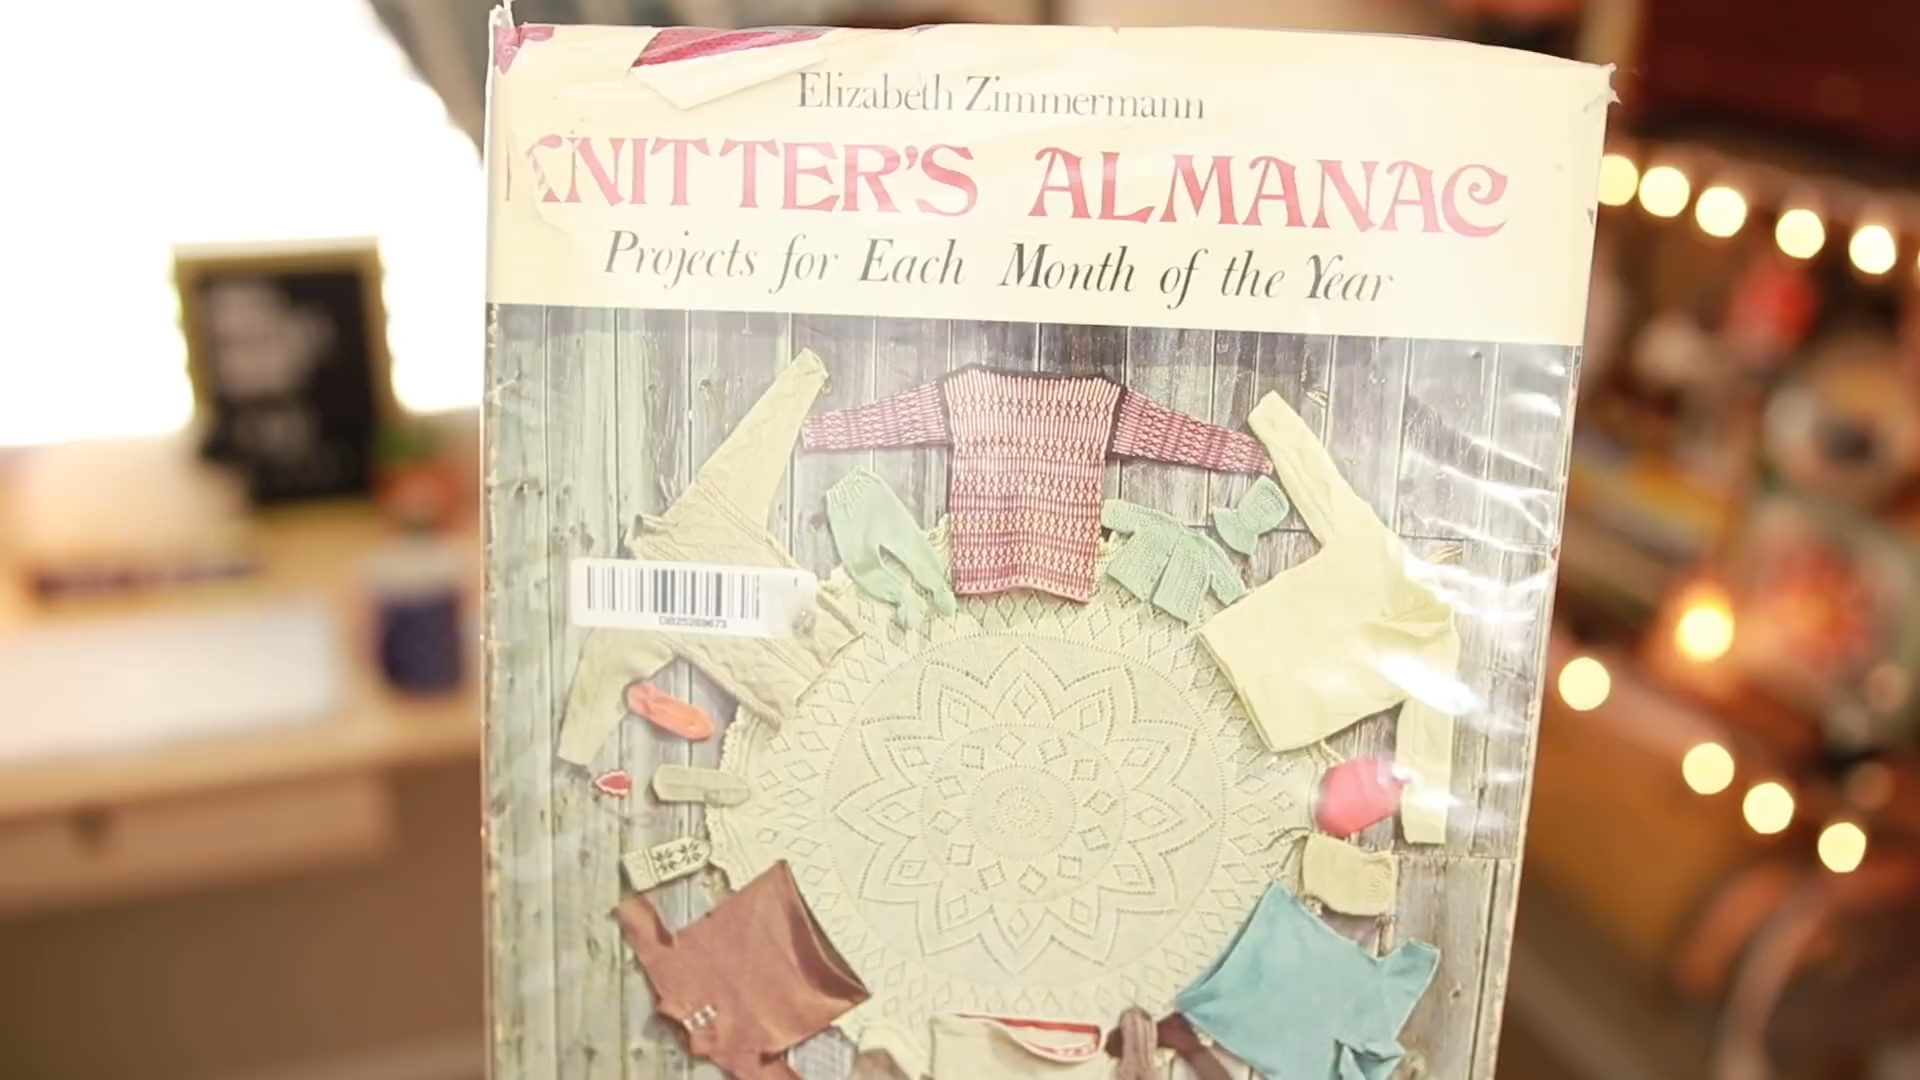 Elizabeth Zimmermann
KNITTER'S ALMANAC
Projects for Each Month of the Year